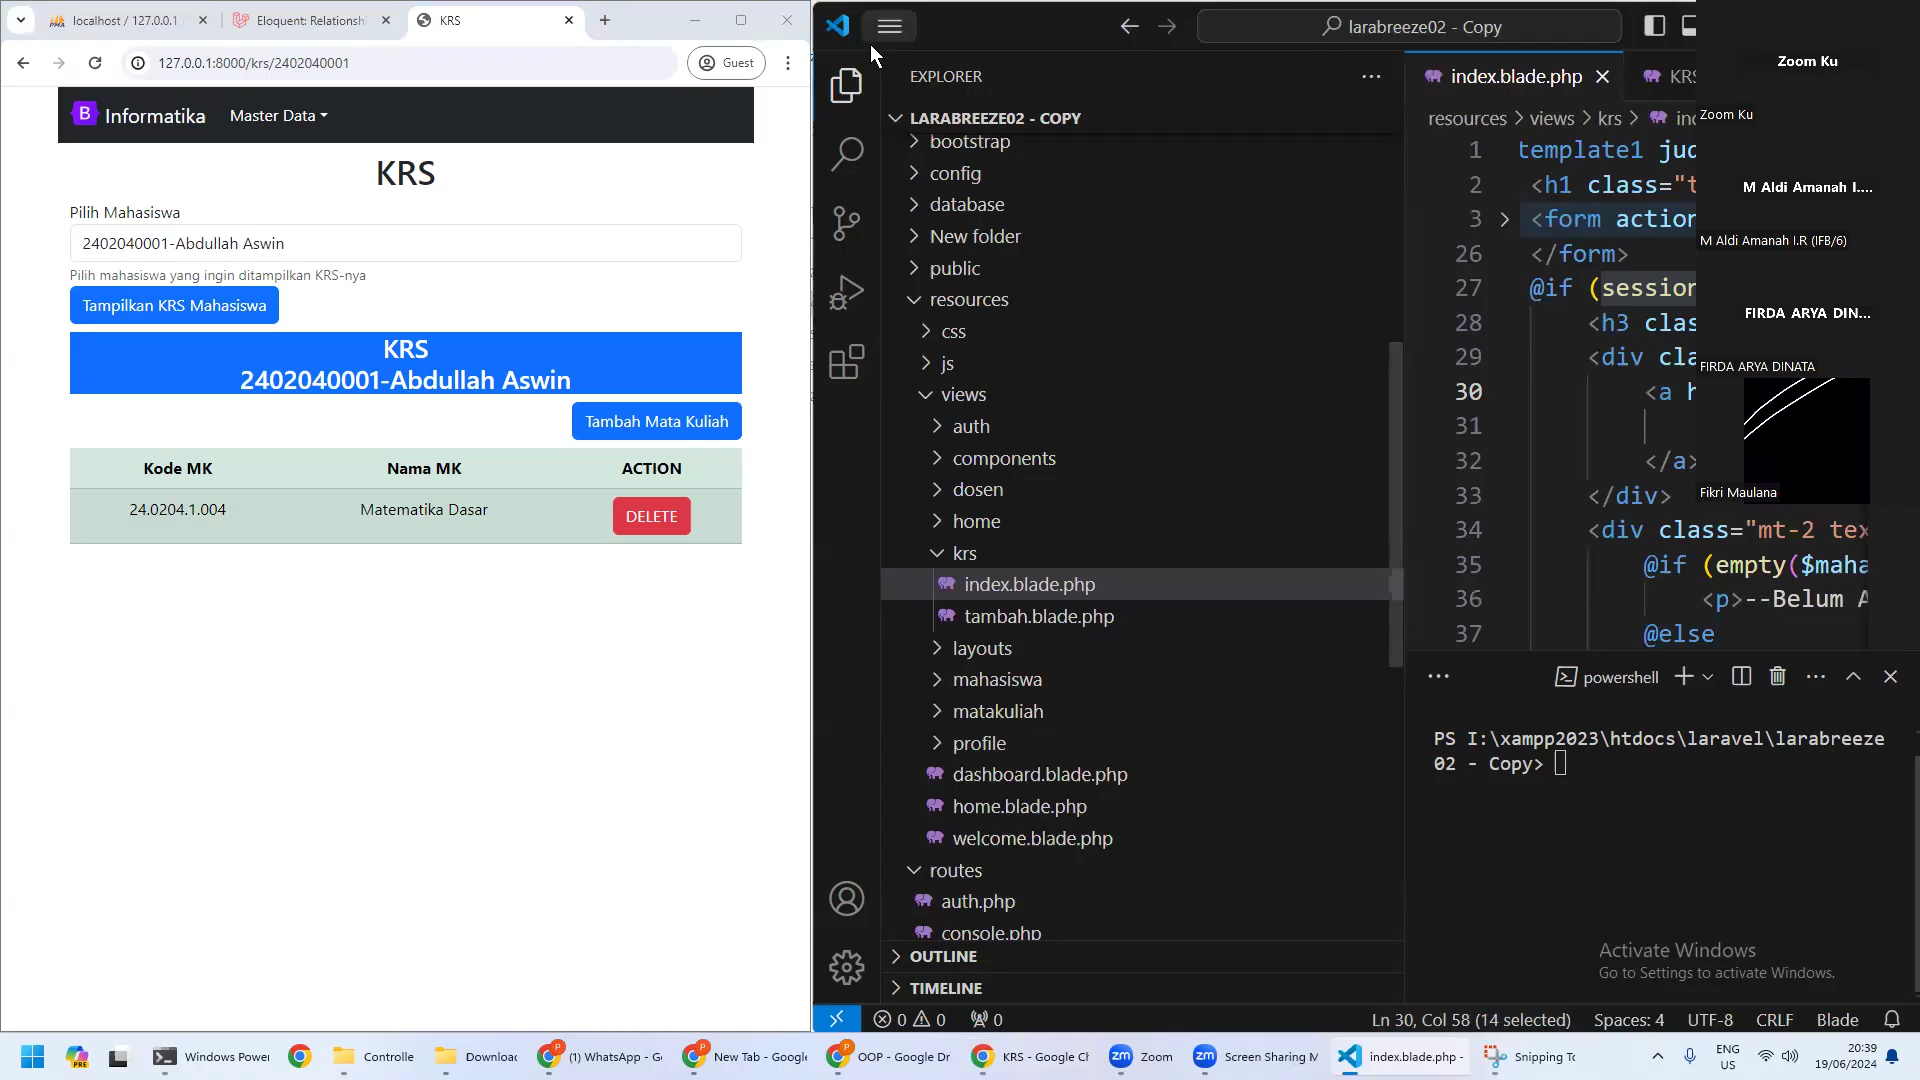 localhost / 127.0.0.1
Eloquent: Relationsh
KRS
127.0.0.1:8000/krs/2402040001
Guest
B Informatika
Master Data
KRS
Pilih Mahasiswa
2402040001-Abdullah Aswin
Pilih mahasiswa yang ingin ditampilkan KRS-nya
Tampilkan KRS Mahasiswa
KRS
2402040001-Abdullah Aswin
Tambah Mata Kuliah
Kode MK Nama MK ACTION
24.0204.1.004 Matematika Dasar DELETE
larabreeze02 - Copy
EXPLORER
LARABREEZE02 - COPY
bootstrap
config
database
New folder
public
resources
css
js
views
auth
components
dosen
home
krs
index.blade.php
tambah.blade.php
layouts
mahasiswa
matakuliah
profile
dashboard.blade.php
home.blade.php
welcome.blade.php
routes
auth.php
console.php
OUTLINE
TIMELINE
index.blade.php
KRS
resources > views > krs >
1 template1 jud
2 <h1 class="t
3 <form action
26 </form>
27 @if (session
28 <h3 clas
29 <div cla
30 <a h
31
32 </a>
33 </div>
34 <div class="mt-2 tex
35 @if (empty($maha
36 <p>--Belum A
37 @else
powershell
PS I:\xampp2023\htdocs\laravel\larabreeze
02 - Copy>
Activate Windows
Go to Settings to activate Windows.
Zoom Ku
Zoom Ku
M Aldi Amanah I....
M Aldi Amanah I.R (IFB/6)
FIRDA ARYA DIN...
FIRDA ARYA DINATA
Fikri Maulana
0 0 0
Ln 30, Col 58 (14 selected)
Spaces: 4
UTF-8
CRLF
Blade
Windows Power
Controlle
Downloac
(1) WhatsApp - G
New Tab - Google
OOP - Google Dr
KRS - Google Ch
Zoom
Screen Sharing M
index.blade.php -
Snipping To
ENG
US
20:39
19/06/2024